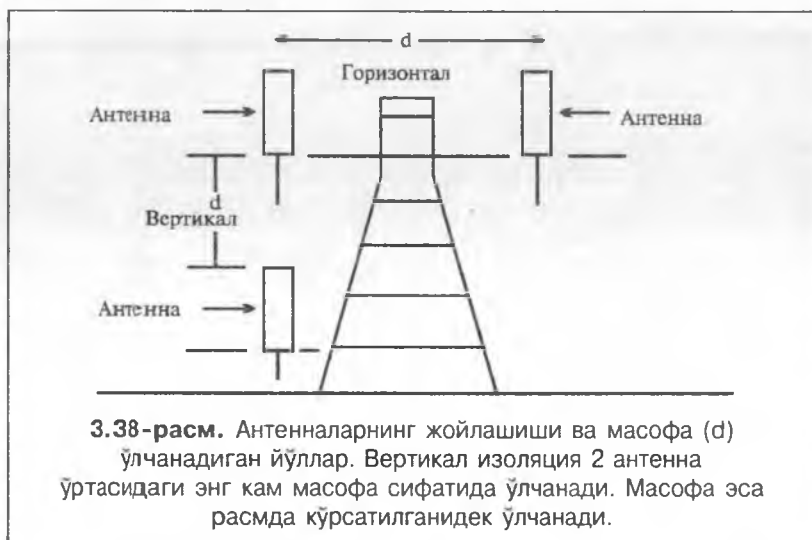 d
Горизонтал
Антенна
Антенна
d
Вертикал
Антенна
3.38-расм. Антенналарнинг жойлашиши ва масофа (d)
ўлчанадиган йўллар. Вертикал изоляция 2 антенна
ўртасидаги энг кам масофа сифатида ўлчанади. Масофа эса
расмда кўрсатилганидек ўлчанади.